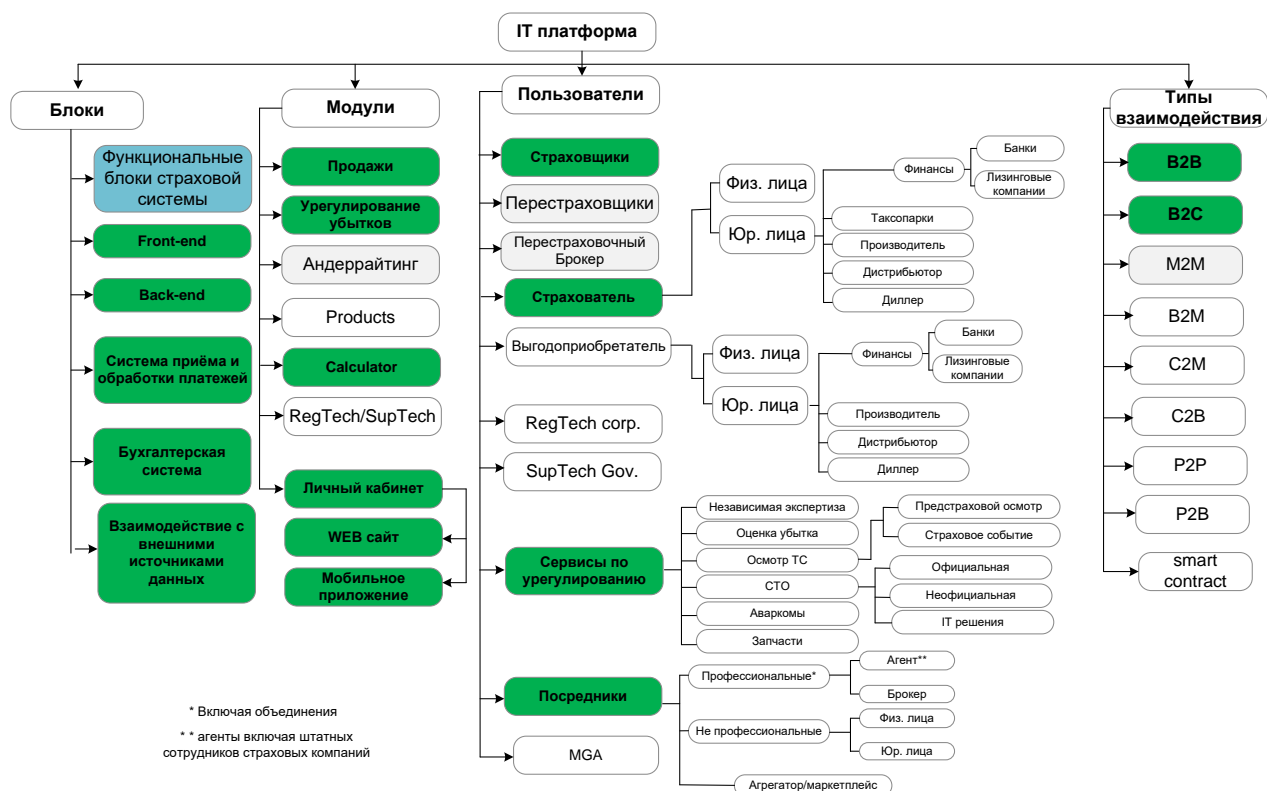 IT платформа
Блоки
Функциональные
блоки страховой
системы
Front-end
Back-end
Система приёма и
обработки платежей
Бухгалтерская
система
Взаимодействие с
внешними
источниками
данных
Модули
Продажи
Урегулирование
убытков
Андеррайтинг
Products
Calculator
RegTech/SupTech
Личный кабинет
WEB сайт
Мобильное
приложение
Пользователи
Страховщики
Перестраховщики
Перестраховочный
Брокер
Страхователь
Физ. лица
Юр. лица
Финансы
Банки
Лизинговые
компании
Таксопарки
Производитель
Дистрибьютор
Диллер
Выгодоприобретатель
Физ. лица
Юр. лица
Финансы
Банки
Лизинговые
компании
Производитель
Дистрибьютор
Диллер
RegTech corp.
SupTech Gov.
Сервисы по
урегулированию
Независимая экспертиза
Оценка убытка
Осмотр ТС
Предстраховой осмотр
Страховое событие
СТО
Официальная
Неофициальная
IT решения
Аваркомы
Запчасти
Посредники
Профессиональные*
Агент**
Брокер
Не профессиональные
Физ. лица
Юр. лица
Агрегатор/маркетплейс
MGA
Типы
взаимодействия
B2B
B2C
M2M
B2M
C2M
C2B
P2P
P2B
smart
contract
* Включая объединения
* * агенты включая штатных
сотрудников страховых компаний